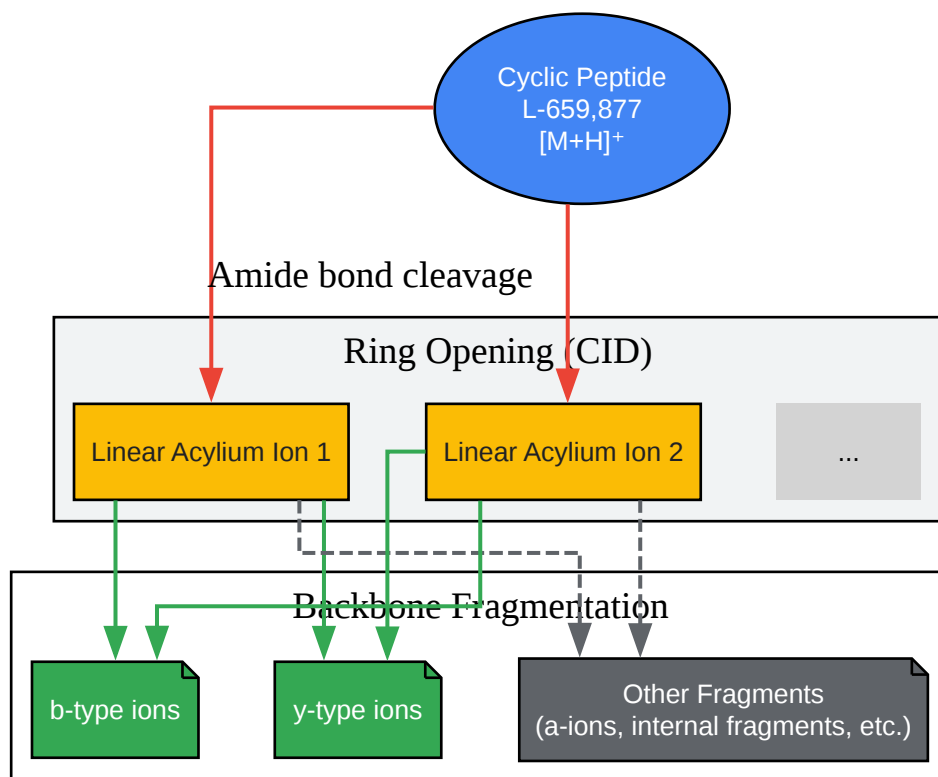 Cyclic Peptide
L-659,877
[M+H]⁺
Amide bond cleavage
Ring Opening (CID)
Linear Acylium Ion 1
Linear Acylium Ion 2
...
Backbone Fragmentation
b-type ions
y-type ions
Other Fragments
(a-ions, internal fragments, etc.)